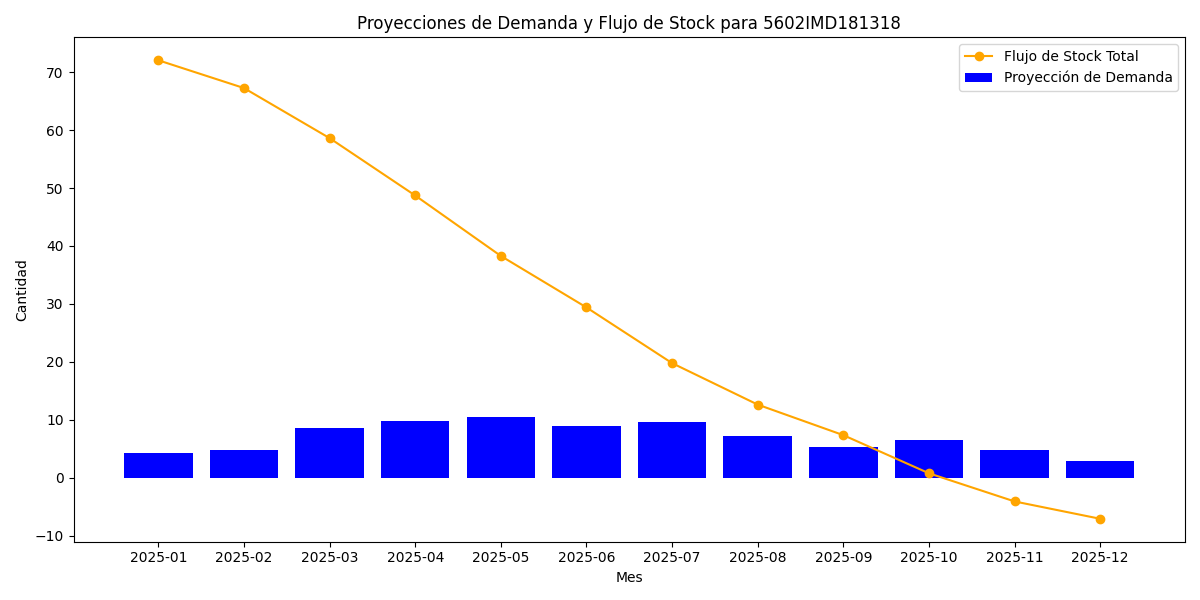 Proyecciones de Demanda y Flujo de Stock para 5602IMD181318
Flujo de Stock Total
Proyección de Demanda
Cantidad
70
60
50
40
30
20
10
0
−10
2025-01 2025-02 2025-03 2025-04 2025-05 2025-06 2025-07 2025-08 2025-09 2025-10 2025-11 2025-12
Mes